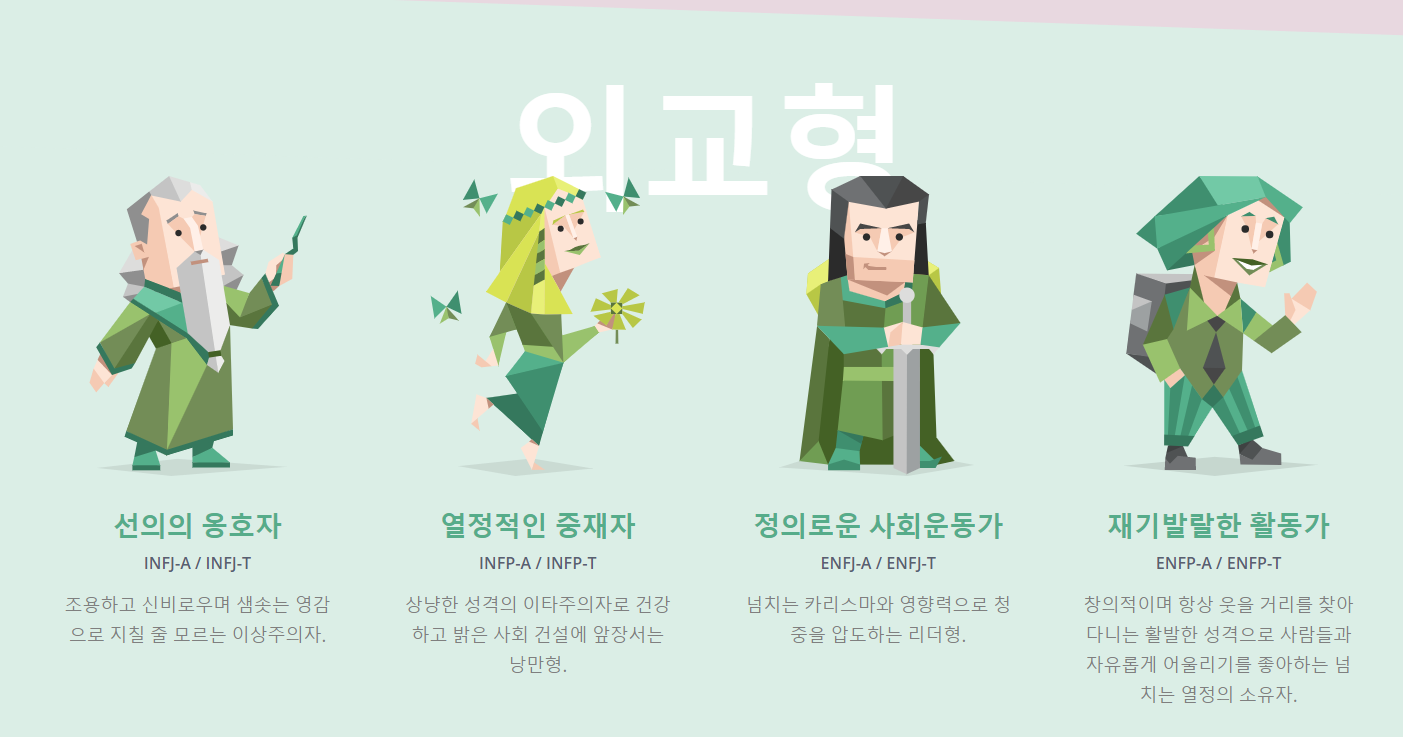 외교형
선의의 옹호자
INFJ-A / INFJ-T
조용하고 신비로우며 샘솟는 영감
으로 지칠 줄 모르는 이상주의자.
열정적인 중재자
INFP-A / INFP-T
상냥한 성격의 이타주의자로 건강
하고 밝은 사회 건설에 앞장서는
낭만형.
정의로운 사회운동가
ENFJ-A / ENFJ-T
넘치는 카리스마와 영향력으로 청
중을 압도하는 리더형.
재기발랄한 활동가
ENFP-A / ENFP-T
창의적이며 항상 웃을 거리를 찾아
다니는 활발한 성격으로 사람들과
자유롭게 어울리기를 좋아하는 넘
치는 열정의 소유자.